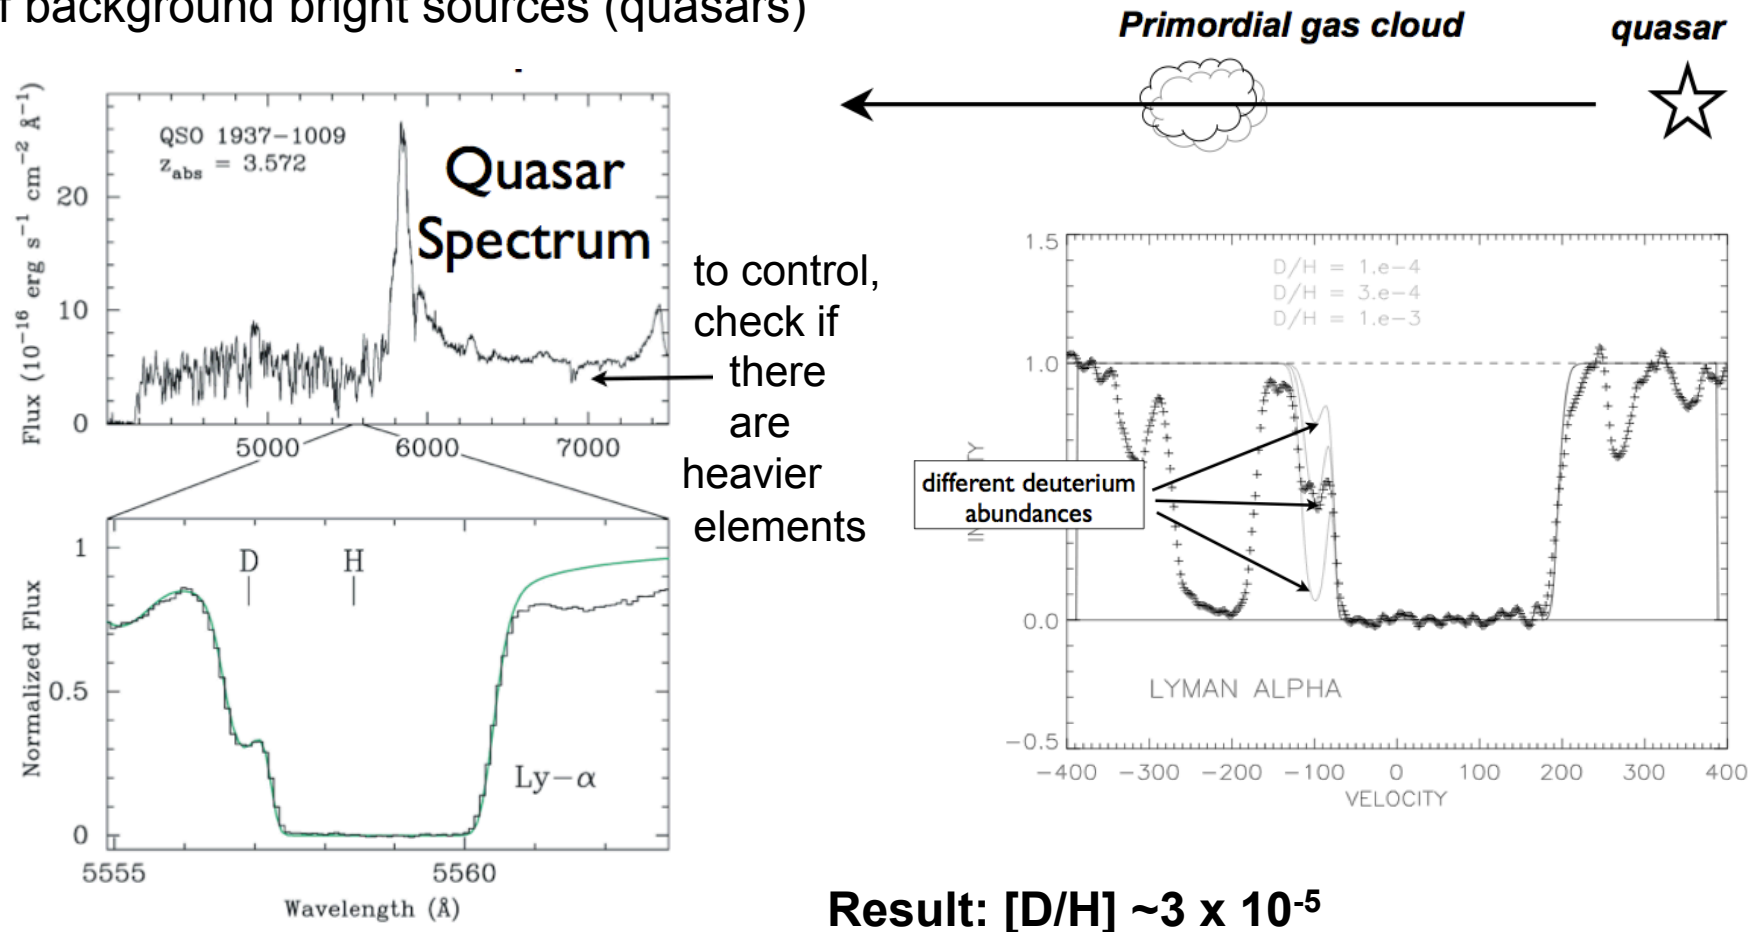 f background bright sources (quasars)
Primordial gas cloud
quasar
QSO 1937−1009
z_abs = 3.572
Quasar
Spectrum
Flux (10⁻¹⁶ erg s⁻¹ cm⁻² Å⁻¹)
20
10
0
5000
6000
7000
to control,
check if
there
are
heavier
elements
D
H
Ly−α
Normalized Flux
1
0.5
0
5555
5560
Wavelength (Å)
D/H = 1.e−4
D/H = 3.e−4
D/H = 1.e−3
1.5
1.0
0.0
−0.5
different deuterium
abundances
LYMAN ALPHA
−400
−300
−200
−100
0
100
200
300
400
VELOCITY
Result: [D/H] ~3 x 10⁻⁵